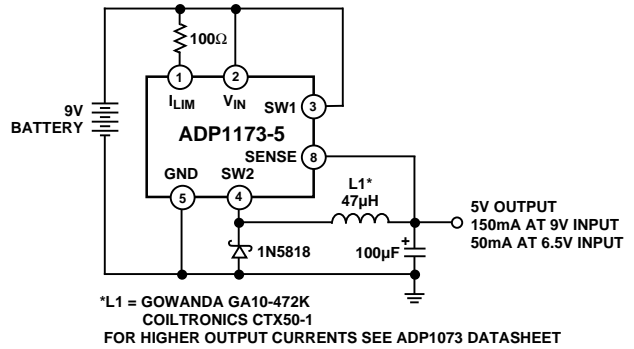 100Ω
1
2
ILIM
VIN
SW1
3
9V
BATTERY
ADP1173-5
SENSE
8
GND
SW2
5
4
L1*
47µH
5V OUTPUT
150mA AT 9V INPUT
50mA AT 6.5V INPUT
1N5818
+
100µF
*L1 = GOWANDA GA10-472K
COILTRONICS CTX50-1
FOR HIGHER OUTPUT CURRENTS SEE ADP1073 DATASHEET